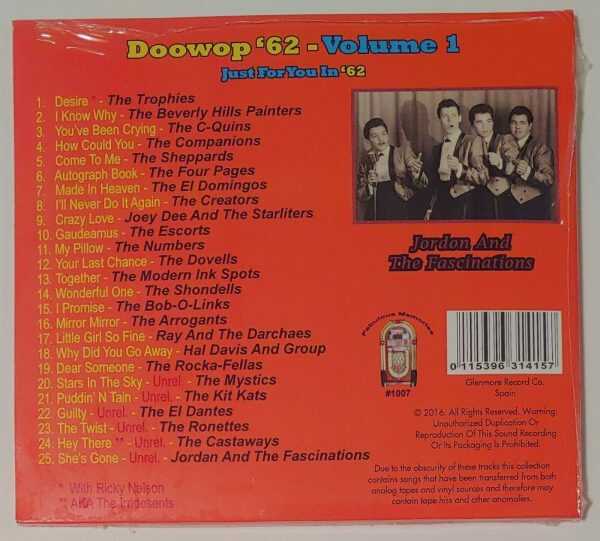 Doowop '62 - Volume 1
Just For You In '62
1. Desire * - The Trophies
2. I Know Why - The Beverly Hills Painters
3. You've Been Crying - The C-Quins
4. How Could You - The Companions
5. Come To Me - The Sheppards
6. Autograph Book - The Four Pages
7. Made In Heaven - The El Domingos
8. I'll Never Do It Again - The Creators
9. Crazy Love - Joey Dee And The Starliters
10. Gaudeamus - The Escorts
11. My Pillow - The Numbers
12. Your Last Chance - The Dovells
13. Together - The Modern Ink Spots
14. Wonderful One - The Shondells
15. I Promise - The Bob-O-Links
16. Mirror Mirror - The Arrogants
17. Little Girl So Fine - Ray And The Darchaes
18. Why Did You Go Away - Hal Davis And Group
19. Dear Someone - The Rocka-Fellas
20. Stars In The Sky - Unrel. - The Mystics
21. Puddin' N Tain - Unrel. - The Kit Kats
22. Guilty - Unrel. - The El Dantes
23. The Twist - Unrel. - The Ronettes
24. Hey There ** - Unrel. - The Castaways
25. She's Gone - Unrel. - Jordan And The Fascinations
* With Ricky Nelson
** AKA The Irridesents
Jordon And
The Fascinations
Fabulous Memories
#1007
0 115396 314157
Glenmore Record Co.
Spain
© 2016. All Rights Reserved. Warning:
Unauthorized Duplication Or
Reproduction Of This Sound Recording
Or Its Packaging Is Prohibited.
Due to the obscurity of these tracks this collection
contains songs that have been transferred from both
analog tapes and vinyl sources and therefore may
contain tape hiss and other anomalies.